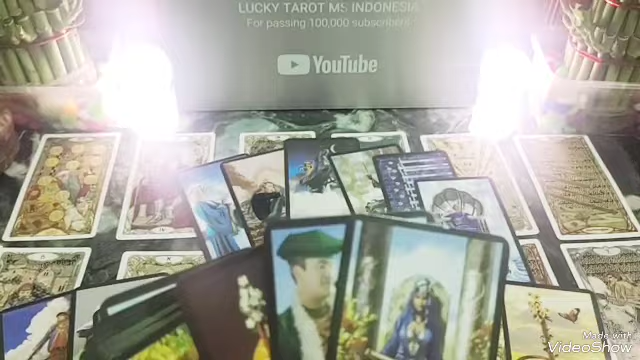 LUCKY TAROT MS INDONESIA
For passing 100,000 subscribers
YouTube
Made with
VideoShow